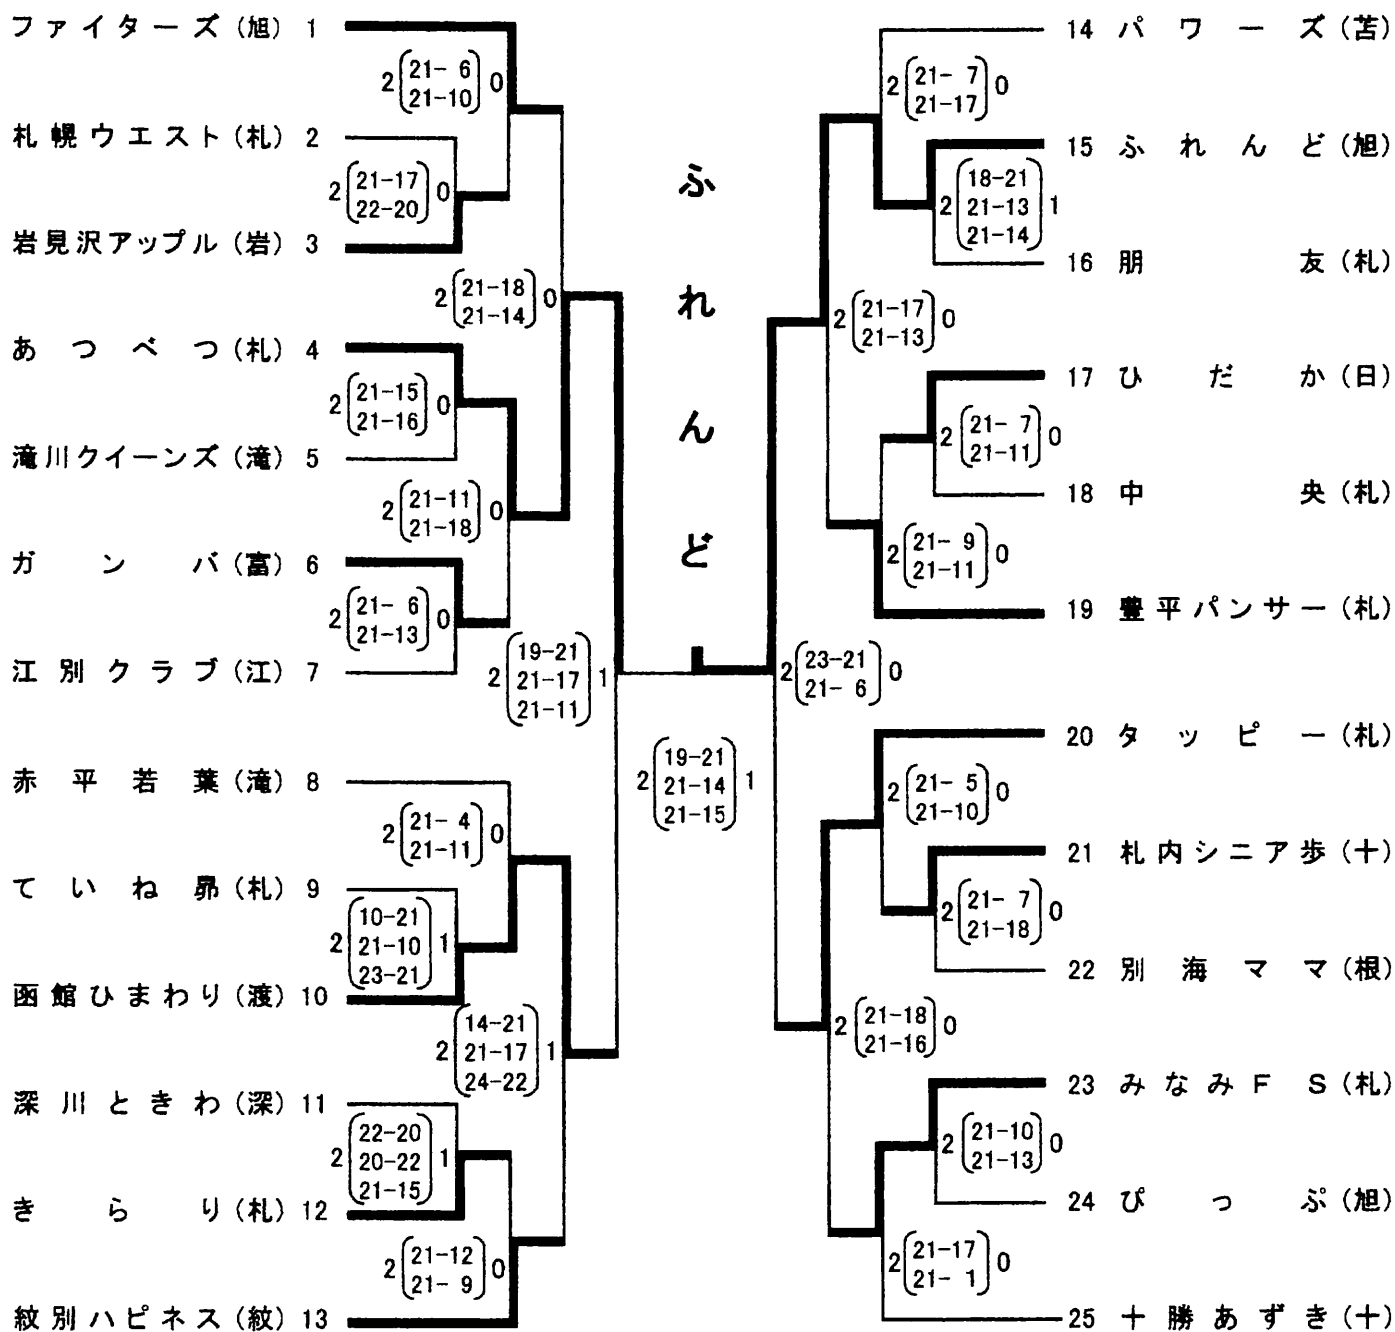 ファイターズ(旭) 1
2(21- 6 21-10)0
札幌ウエスト(札) 2
2(21-17 22-20)0
岩見沢アップル(岩) 3
2(21-18 21-14)0
あつべつ(札) 4
2(21-15 21-16)0
滝川クイーンズ(滝) 5
2(21-11 21-18)0
ガンバ(富) 6
2(21- 6 21-13)0
江別クラブ(江) 7
2(19-21 21-17 21-11)1
赤平若葉(滝) 8
2(21- 4 21-11)0
ていね昴(札) 9
2(10-21 21-10 23-21)1
函館ひまわり(渡) 10
2(14-21 21-17 24-22)1
深川ときわ(深) 11
2(22-20 20-22 21-15)1
きらり(札) 12
2(21-12 21- 9)0
紋別ハピネス(紋) 13
ふれんど
2(19-21 21-14 21-15)1
14 パワーズ(苫)
2(21- 7 21-17)0
15 ふれんど(旭)
2(18-21 21-13 21-14)1
16 朋友(札)
2(21-17 21-13)0
17 ひだか(日)
2(21- 7 21-11)0
18 中央(札)
2(21- 9 21-11)0
19 豊平パンサー(札)
2(23-21 21- 6)0
20 タッピー(札)
2(21- 5 21-10)0
21 札内シニア歩(十)
2(21- 7 21-18)0
22 別海ママ(根)
2(21-18 21-16)0
23 みなみFS(札)
2(21-10 21-13)0
24 ぴっぷ(旭)
2(21-17 21- 1)0
25 十勝あずき(十)